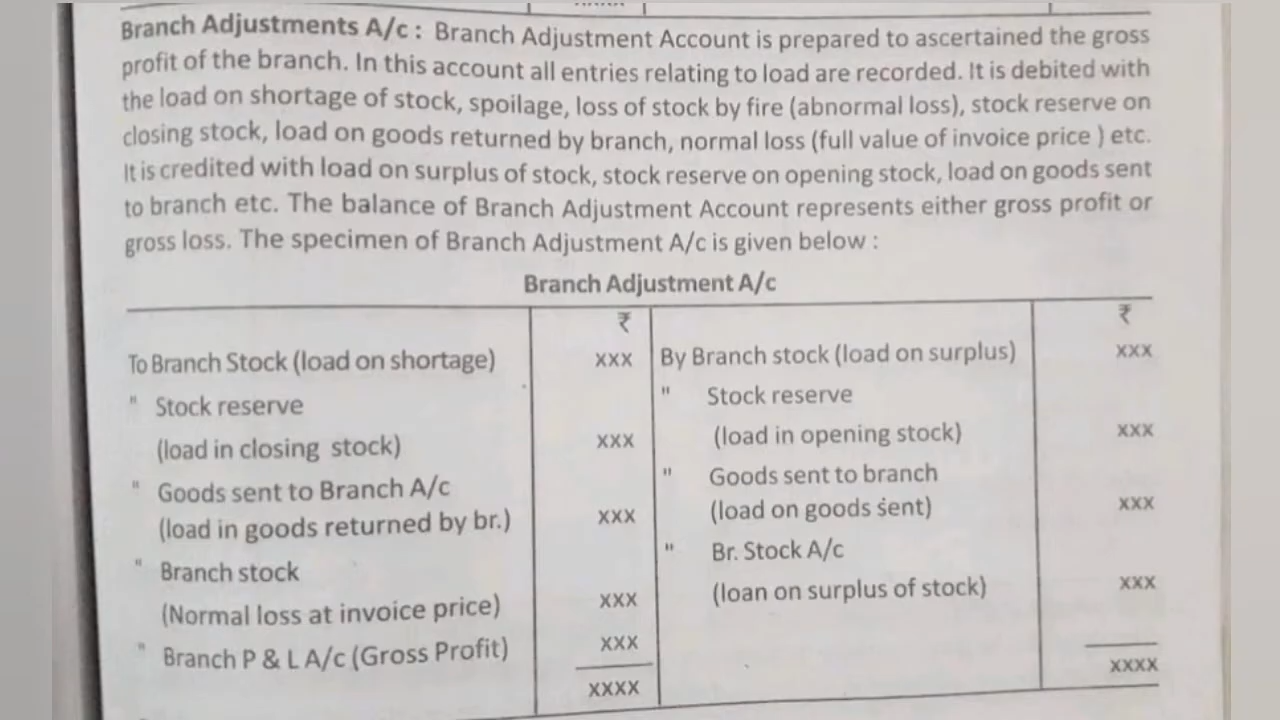 Branch Adjustments A/c : Branch Adjustment Account is prepared to ascertained the gross
profit of the branch. In this account all entries relating to load are recorded. It is debited with
the load on shortage of stock, spoilage, loss of stock by fire (abnormal loss), stock reserve on
closing stock, load on goods returned by branch, normal loss (full value of invoice price ) etc.
It is credited with load on surplus of stock, stock reserve on opening stock, load on goods sent
to branch etc. The balance of Branch Adjustment Account represents either gross profit or
gross loss. The specimen of Branch Adjustment A/c is given below :
Branch Adjustment A/c
₹ ₹
To Branch Stock (load on shortage) xxx By Branch stock (load on surplus) xxx
" Stock reserve " Stock reserve
(load in closing stock) xxx (load in opening stock) xxx
" Goods sent to Branch A/c " Goods sent to branch
(load in goods returned by br.) xxx (load on goods sent) xxx
" Branch stock " Br. Stock A/c
(Normal loss at invoice price) xxx (loan on surplus of stock) xxx
" Branch P & L A/c (Gross Profit) xxx
xxxx xxxx